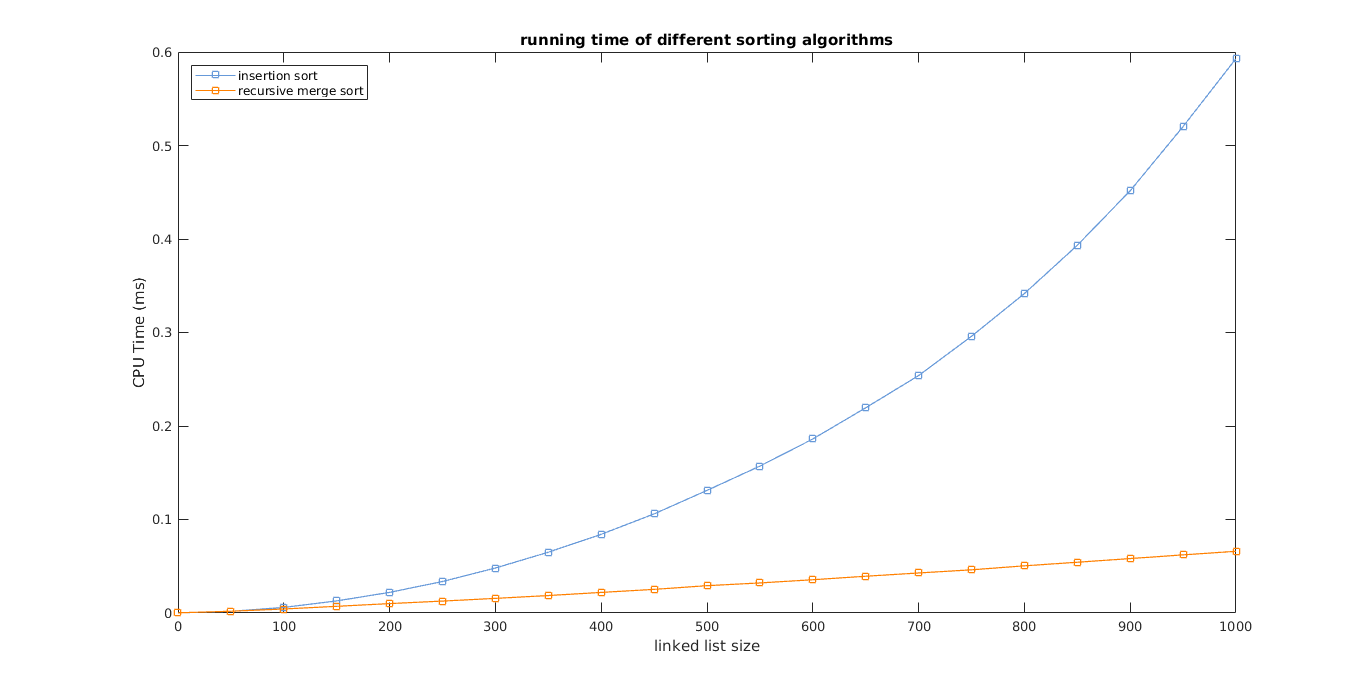 running time of different sorting algorithms
insertion sort
recursive merge sort
0.6
0.5
0.4
0.3
0.2
0.1
0
CPU Time (ms)
0 100 200 300 400 500 600 700 800 900 1000
linked list size